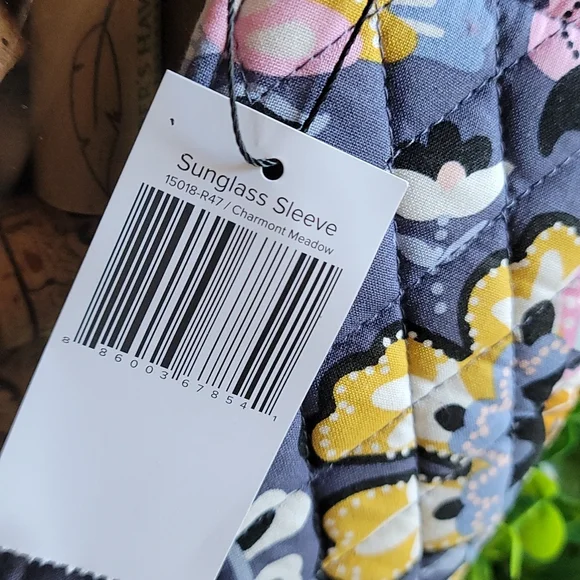 Sunglass Sleeve
15018-R47 / Charmont Meadow
8 86003 67854 1